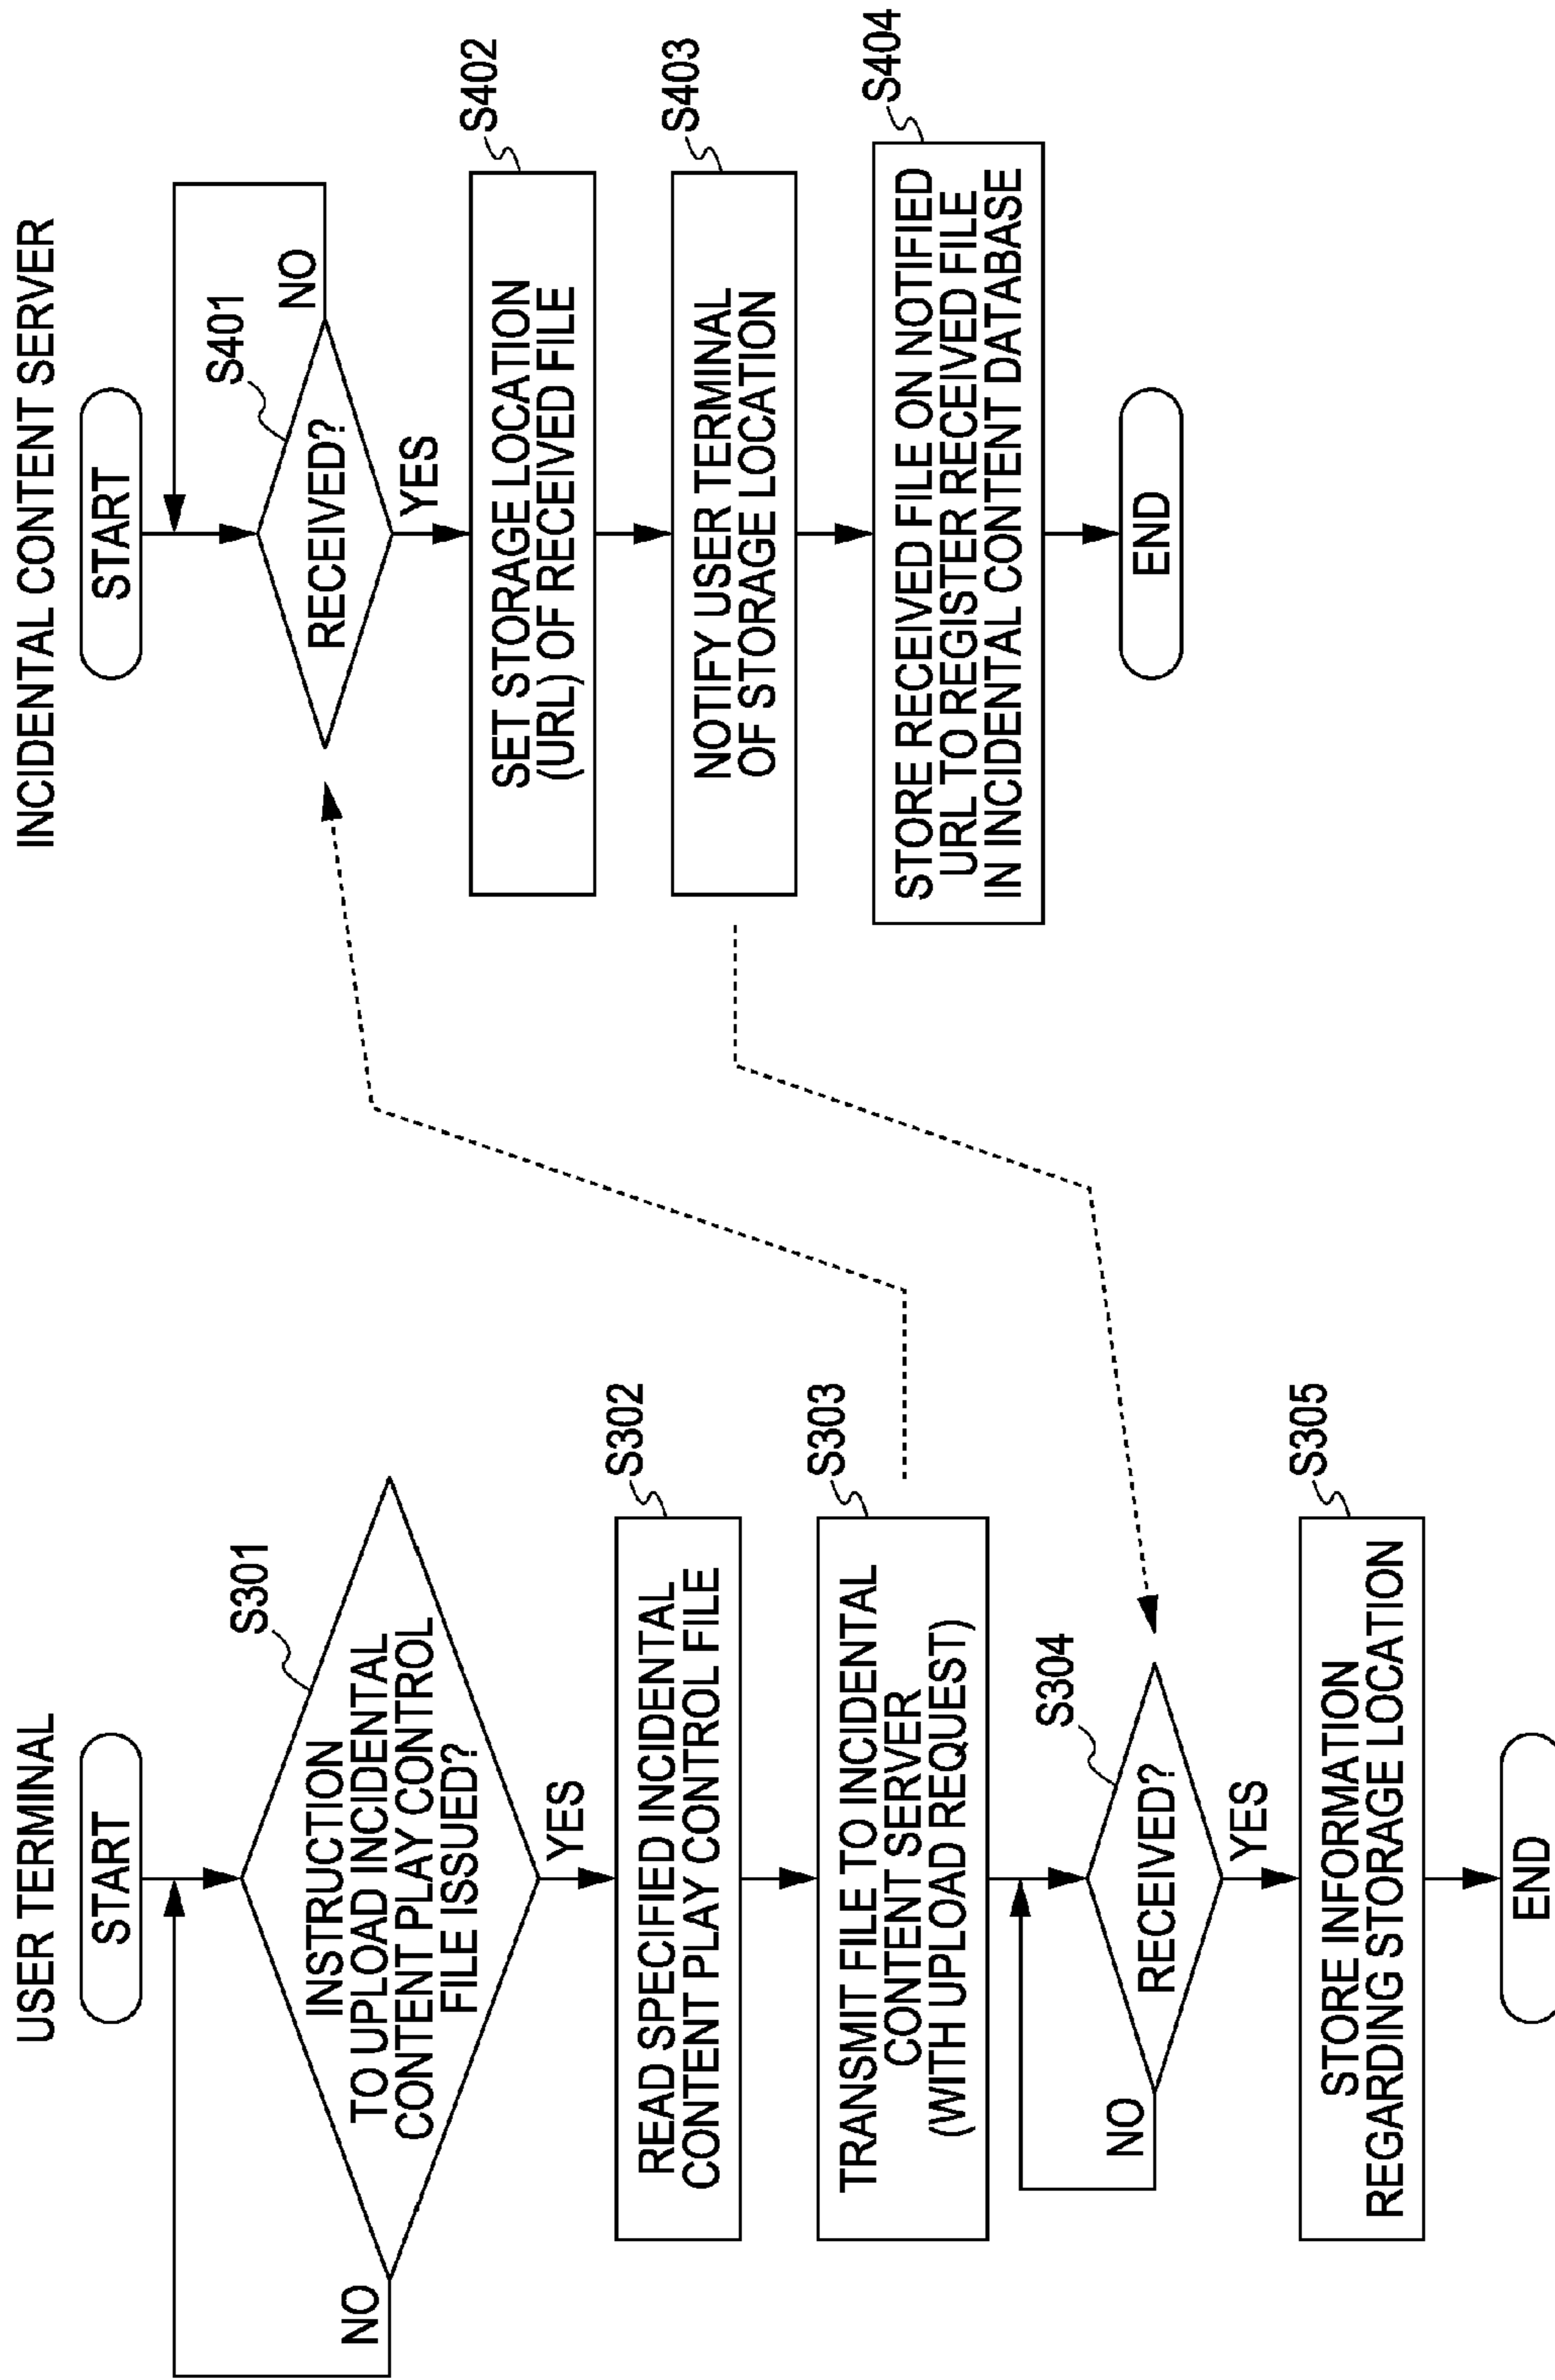 USER TERMINAL
START
S301
INSTRUCTION
TO UPLOAD INCIDENTAL
CONTENT PLAY CONTROL
FILE ISSUED?
NO
YES
S302
READ SPECIFIED INCIDENTAL
CONTENT PLAY CONTROL FILE
S303
TRANSMIT FILE TO INCIDENTAL
CONTENT SERVER
(WITH UPLOAD REQUEST)
S304
RECEIVED?
NO
YES
S305
STORE INFORMATION
REGARDING STORAGE LOCATION
END
INCIDENTAL CONTENT SERVER
START
S401
RECEIVED?
NO
YES
S402
SET STORAGE LOCATION
(URL) OF RECEIVED FILE
S403
NOTIFY USER TERMINAL
OF STORAGE LOCATION
S404
STORE RECEIVED FILE ON NOTIFIED
URL TO REGISTER RECEIVED FILE
IN INCIDENTAL CONTENT DATABASE
END